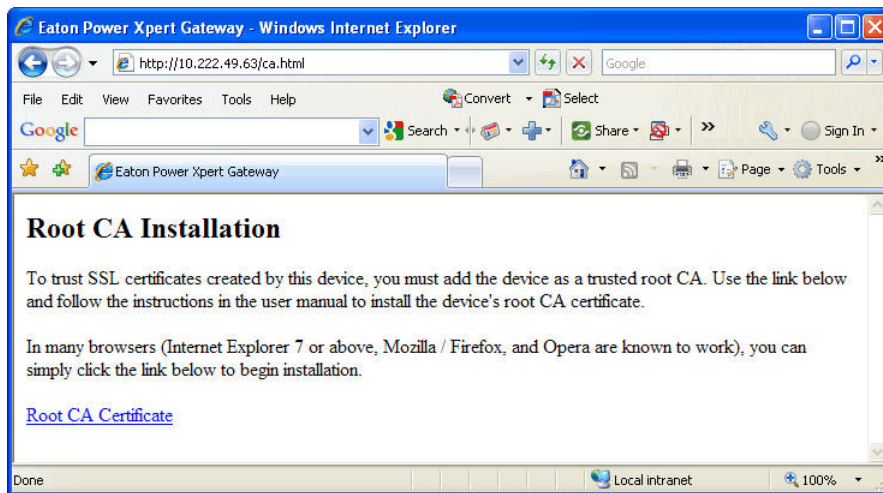 Eaton Power Xpert Gateway - Windows Internet Explorer
http://10.222.49.63/ca.html
Google
File Edit View Favorites Tools Help
Convert
Select
Google
Search
Share
»
Sign In
Eaton Power Xpert Gateway
Page
Tools
»
Root CA Installation
To trust SSL certificates created by this device, you must add the device as a trusted root CA. Use the link below
and follow the instructions in the user manual to install the device's root CA certificate.
In many browsers (Internet Explorer 7 or above, Mozilla / Firefox, and Opera are known to work), you can
simply click the link below to begin installation.
Root CA Certificate
Done
Local intranet
100%